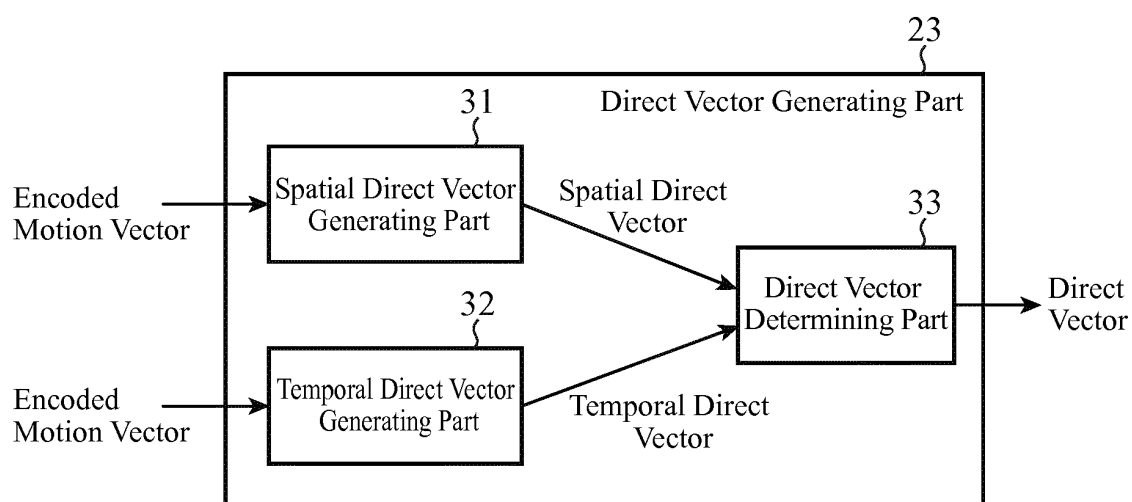 23
Direct Vector Generating Part
31
Spatial Direct Vector
Generating Part
Encoded
Motion Vector
Spatial Direct
Vector
33
Direct Vector
Determining Part
Direct
Vector
32
Temporal Direct Vector
Generating Part
Encoded
Motion Vector
Temporal Direct
Vector